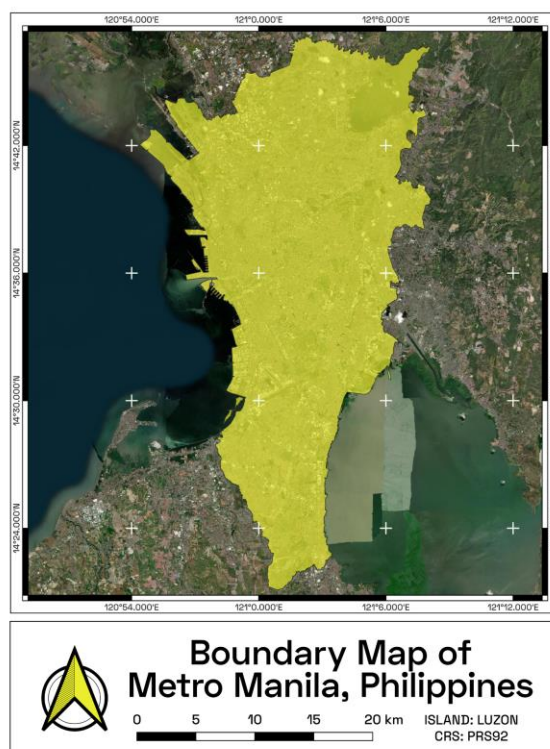 120°54.000'E 121°0.000'E 121°6.000'E 121°12.000'E
14°42.000'N
14°36.000'N
14°30.000'N
14°24.000'N
120°54.000'E 121°0.000'E 121°6.000'E 121°12.000'E
Boundary Map of
Metro Manila, Philippines
0 5 10 15 20 km
ISLAND: LUZON
CRS: PRS92